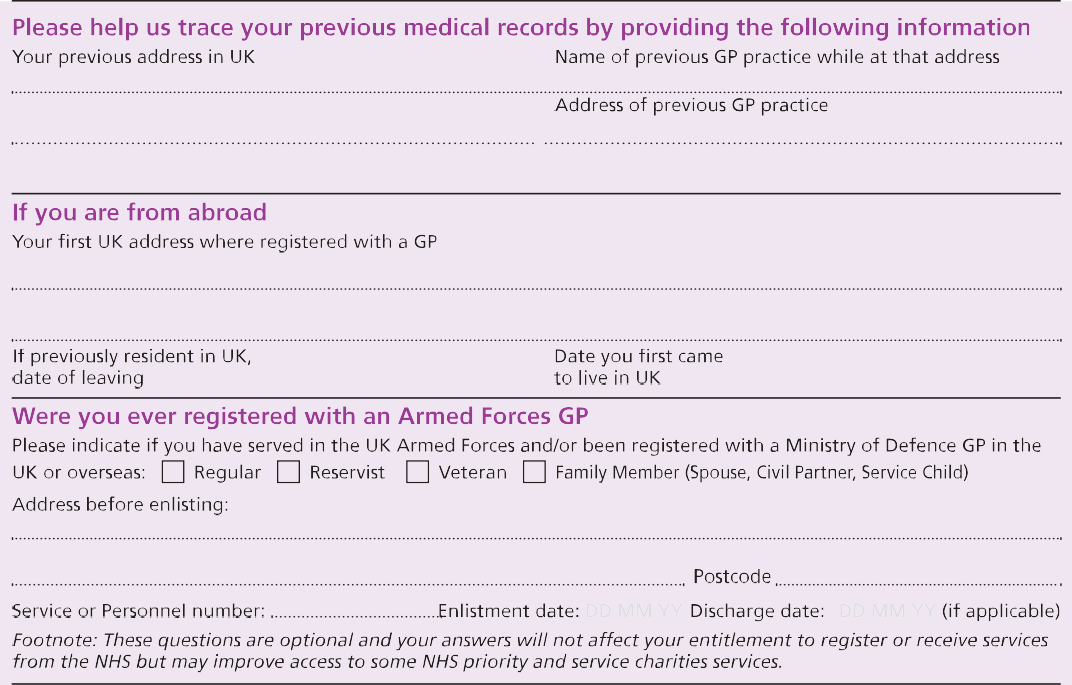 Please help us trace your previous medical records by providing the following information
Your previous address in UK
Name of previous GP practice while at that address
Address of previous GP practice
If you are from abroad
Your first UK address where registered with a GP
If previously resident in UK,
date of leaving
Date you first came
to live in UK
Were you ever registered with an Armed Forces GP
Please indicate if you have served in the UK Armed Forces and/or been registered with a Ministry of Defence GP in the
UK or overseas: Regular Reservist Veteran Family Member (Spouse, Civil Partner, Service Child)
Address before enlisting:
Postcode
Service or Personnel number: Enlistment date: DD MM YY Discharge date: DD MM YY (if applicable)
Footnote: These questions are optional and your answers will not affect your entitlement to register or receive services
from the NHS but may improve access to some NHS priority and service charities services.